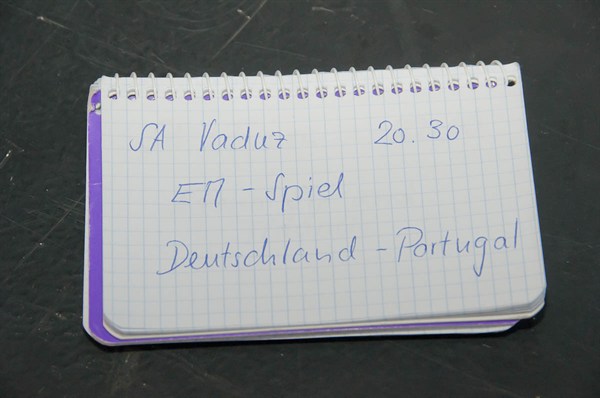 SA Vaduz 20.30
EM - Spiel
Deutschland - Portugal